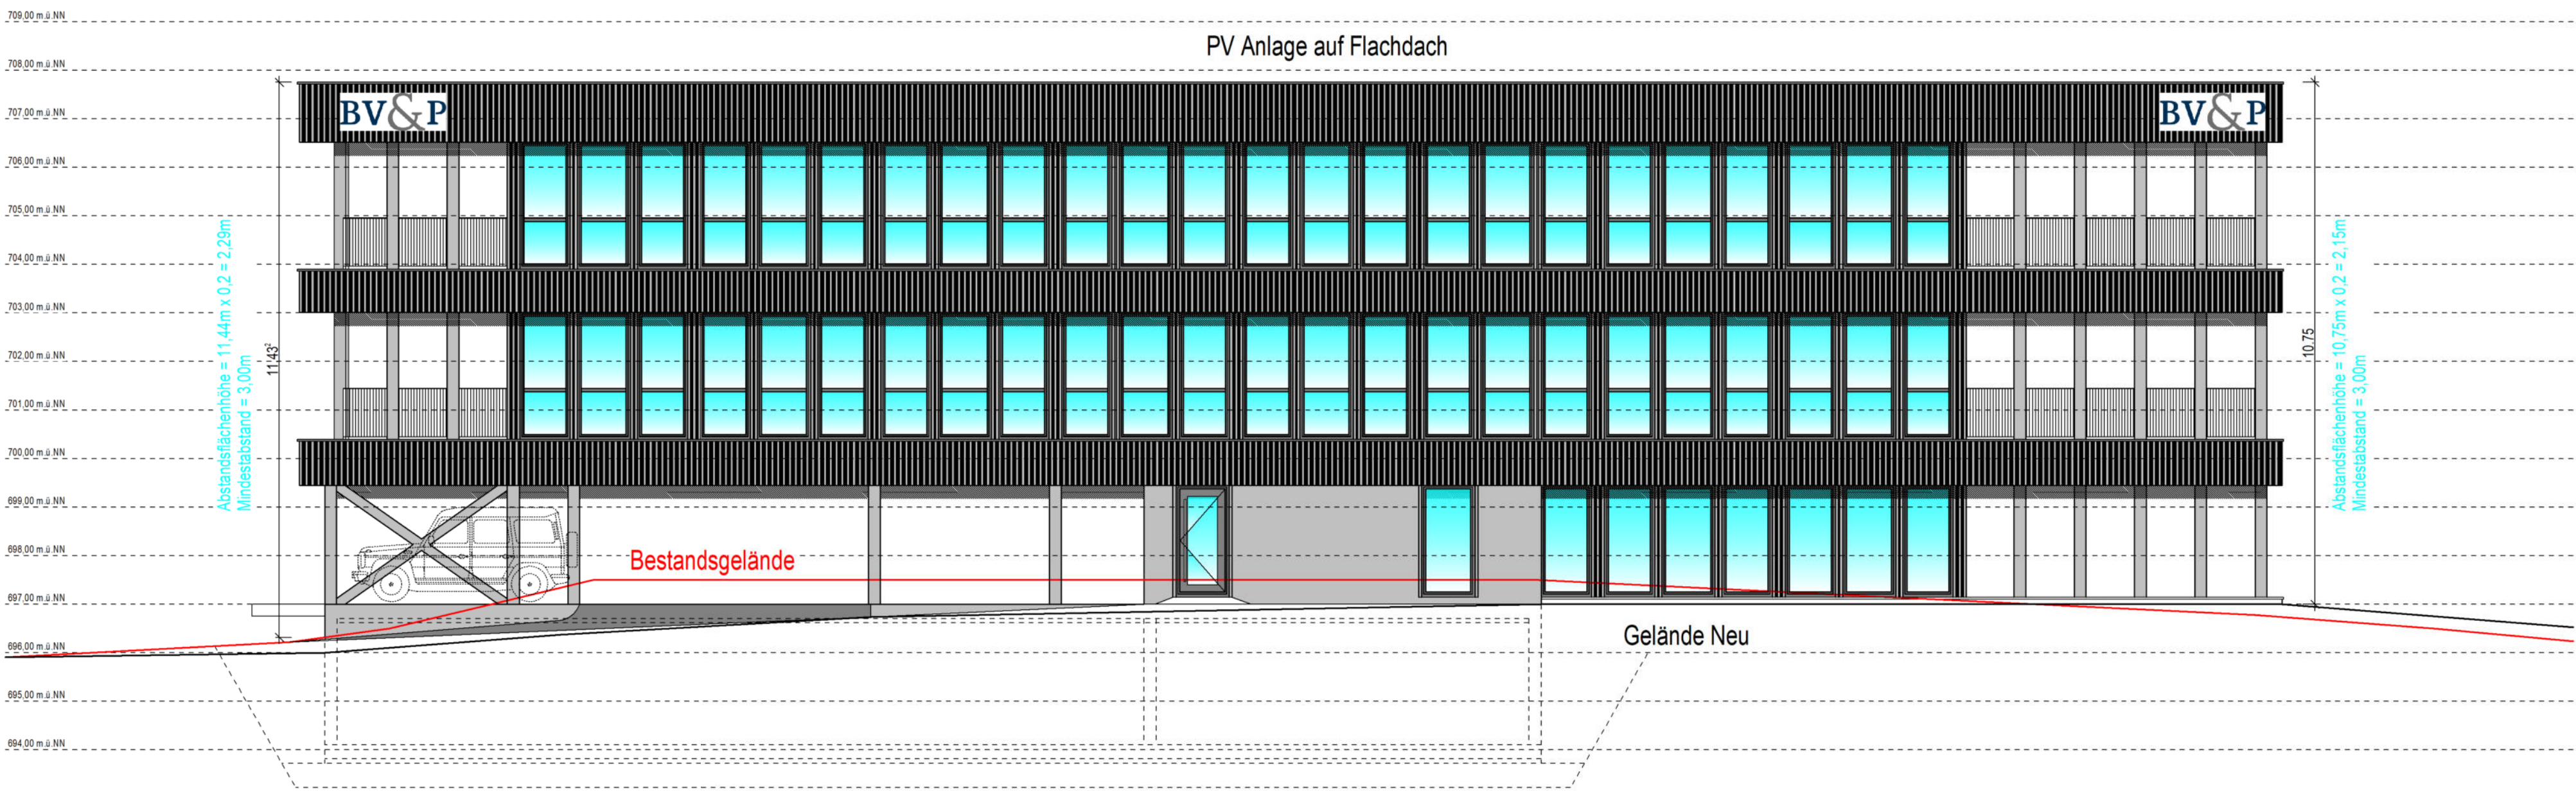 709,00 m.ü.NN
PV Anlage auf Flachdach
708,00 m.ü.NN
BV&P
BV&P
707,00 m.ü.NN
706,00 m.ü.NN
705,00 m.ü.NN
704,00 m.ü.NN
703,00 m.ü.NN
702,00 m.ü.NN
701,00 m.ü.NN
700,00 m.ü.NN
699,00 m.ü.NN
698,00 m.ü.NN
697,00 m.ü.NN
696,00 m.ü.NN
695,00 m.ü.NN
694,00 m.ü.NN
Abstandsflächenhöhe = 11,44m x 0,2 = 2,29m
Mindestabstand = 3,00m
11.43²
Bestandsgelände
Gelände Neu
10.75
Abstandsflächenhöhe = 10,75m x 0,2 = 2,15m
Mindestabstand = 3,00m